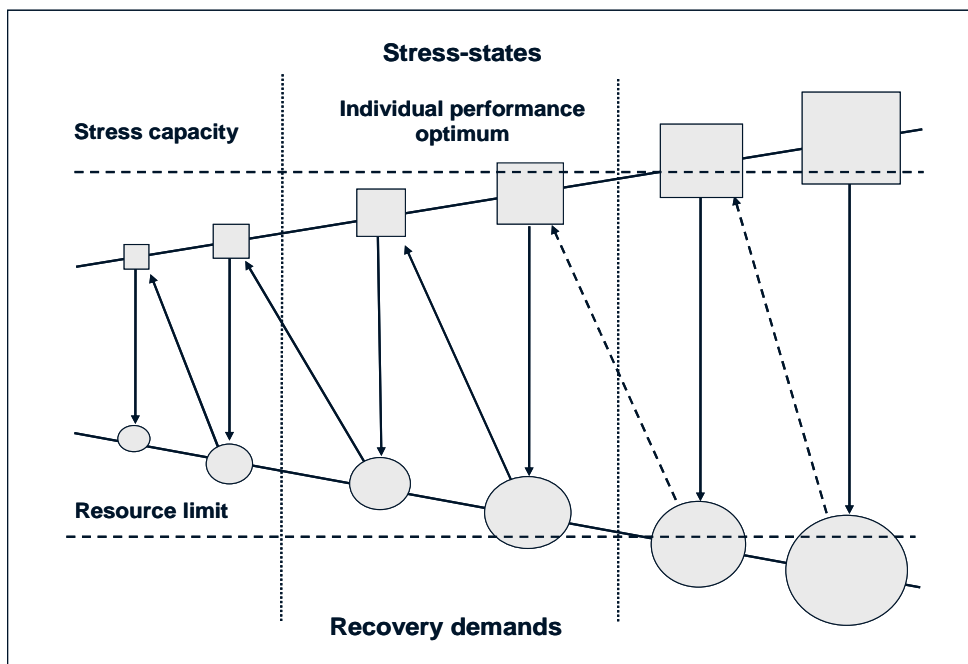 Stress-states
Individual performance
optimum
Stress capacity
Resource limit
Recovery demands